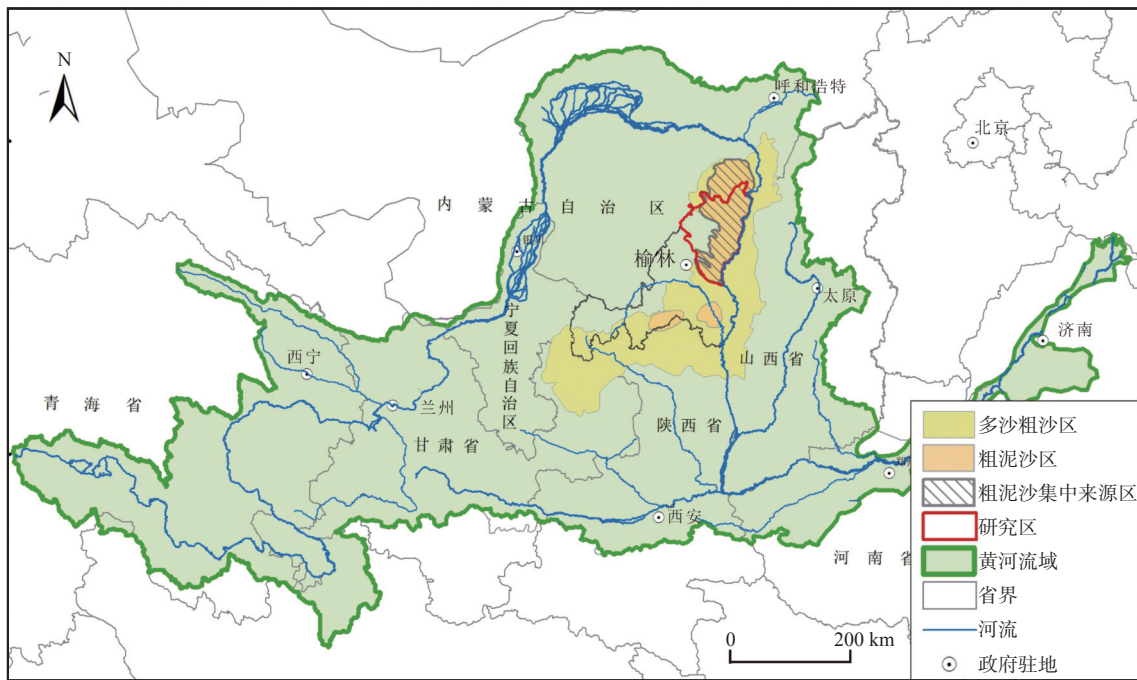 N
呼和浩特
北京
内蒙古自治区
银川
榆林
太原
宁夏回族自治区
济南
西宁
山西省
青海省
兰州
陕西省
甘肃省
西安
河南省
0 200 km
多沙粗沙区
粗泥沙区
粗泥沙集中来源区
研究区
黄河流域
省界
河流
政府驻地